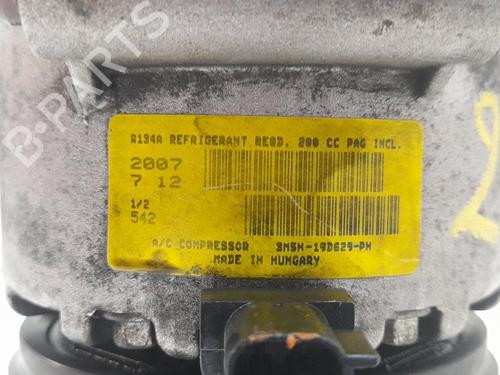 B-PARTS
R134A REFRIGERANT REQD. 200 CC PAG INCL.
2007
7 12
1/2
542
A/C COMPRESSOR 3M5H-19D629-PH
MADE IN HUNGARY
2